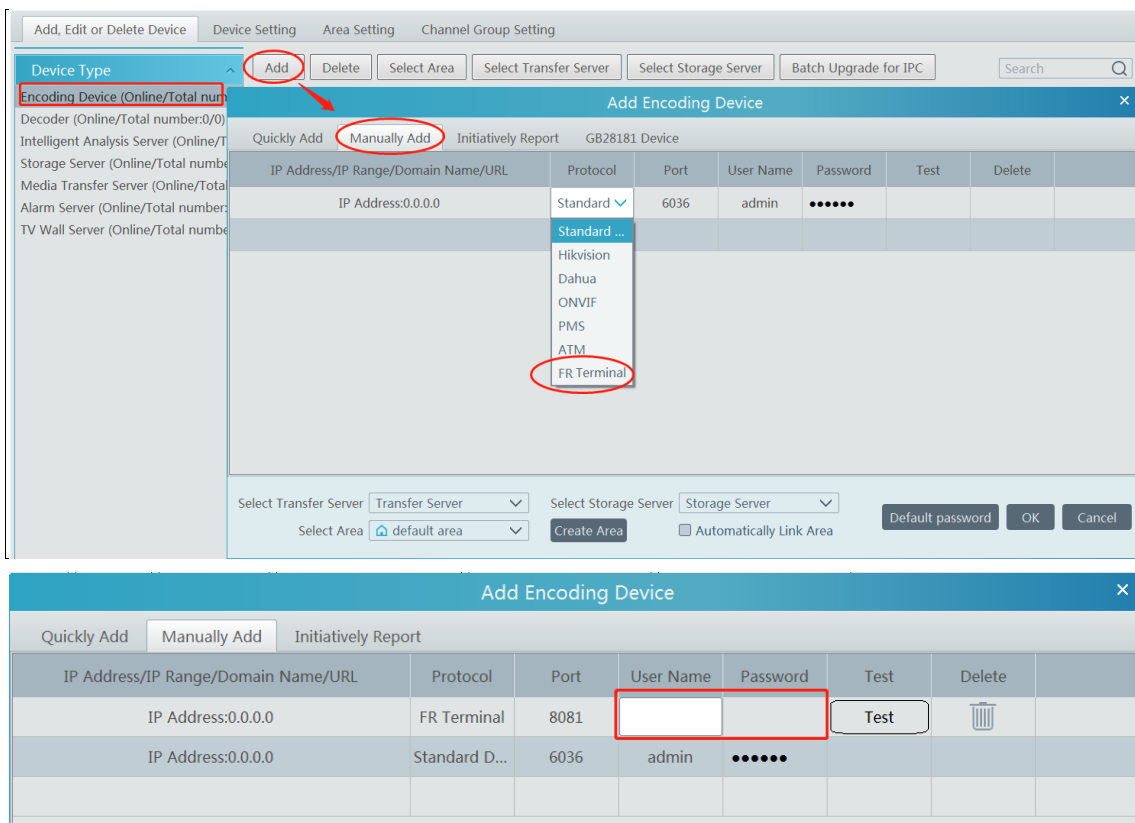 Add, Edit or Delete Device Device Setting Area Setting Channel Group Setting
Device Type Add Delete Select Area Select Transfer Server Select Storage Server Batch Upgrade for IPC Search
Encoding Device (Online/Total num
Add Encoding Device ×
Decoder (Online/Total number:0/0)
Intelligent Analysis Server (Online/T
Storage Server (Online/Total numbe
Media Transfer Server (Online/Total
Alarm Server (Online/Total number:
TV Wall Server (Online/Total numbe
Quickly Add Manually Add Initiatively Report GB28181 Device
IP Address/IP Range/Domain Name/URL Protocol Port User Name Password Test Delete
IP Address:0.0.0.0 Standard 6036 admin ●●●●●●
Standard ...
Hikvision
Dahua
ONVIF
PMS
ATM
FR Terminal
Select Transfer Server Transfer Server Select Storage Server Storage Server
Select Area default area Create Area Automatically Link Area Default password OK Cancel
Add Encoding Device ×
Quickly Add Manually Add Initiatively Report
IP Address/IP Range/Domain Name/URL Protocol Port User Name Password Test Delete
IP Address:0.0.0.0 FR Terminal 8081 Test
IP Address:0.0.0.0 Standard D... 6036 admin ●●●●●●